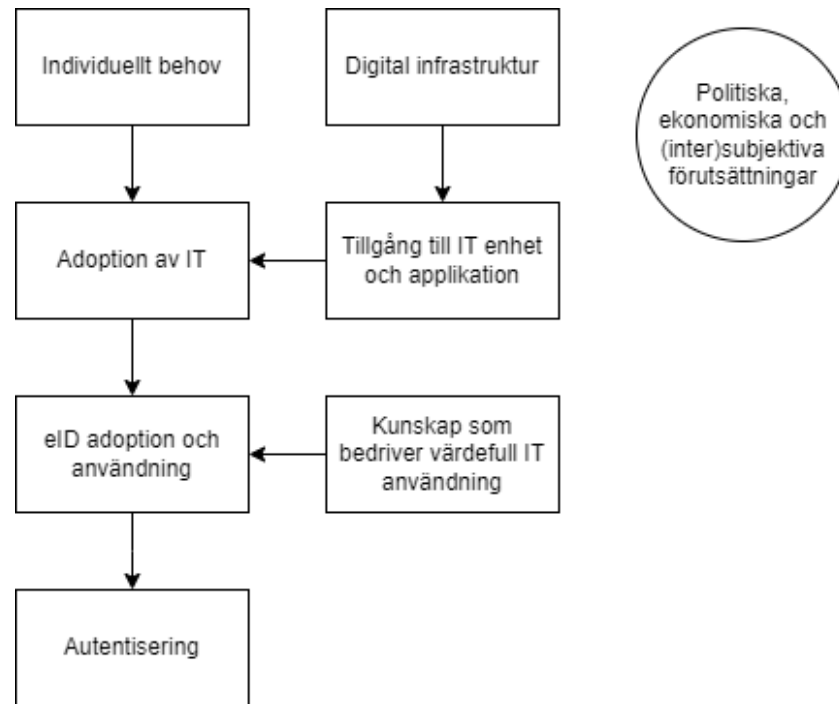 Individuellt behov
Digital infrastruktur
Politiska,
ekonomiska och
(inter)subjektiva
förutsättningar
Adoption av IT
Tillgång till IT enhet
och applikation
eID adoption och
användning
Kunskap som
bedriver värdefull IT
användning
Autentisering